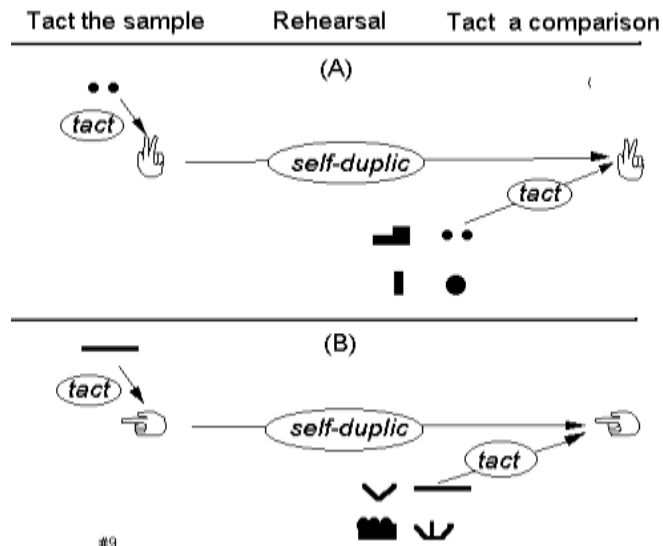 Tact the sample Rehearsal Tact a comparison
(A)
tact
self-duplic
tact
(B)
tact
self-duplic
tact
#9